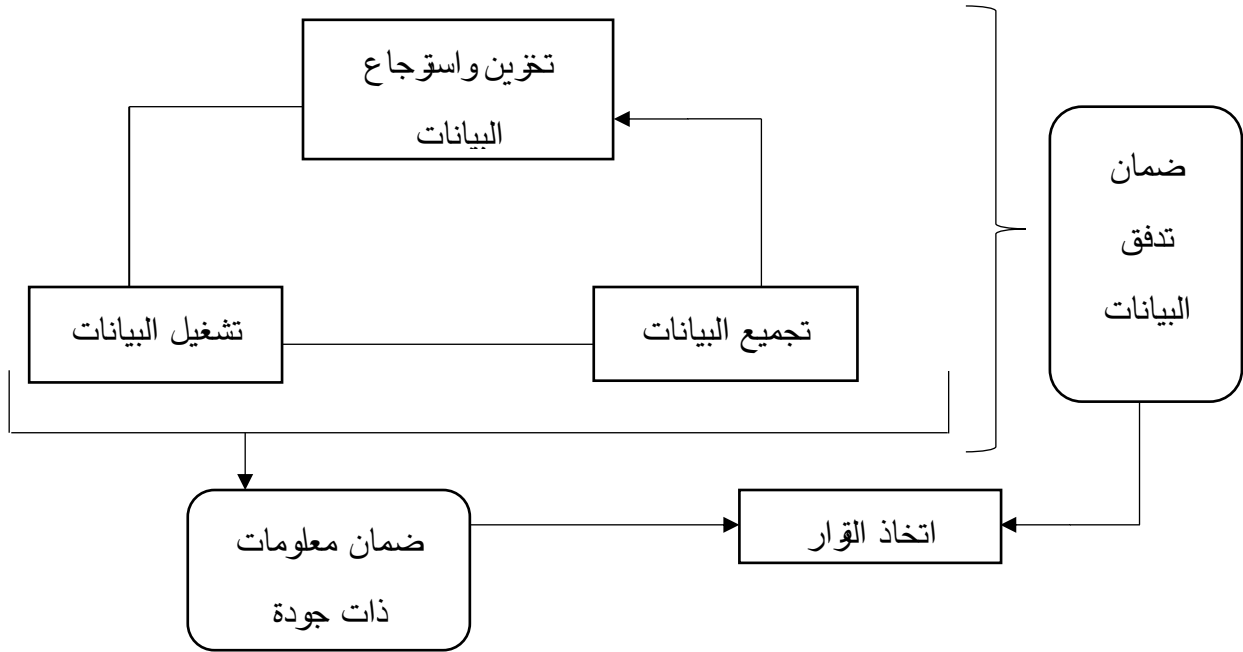 تخزين واسترجاع
البيانات
ضمان
تدفق
البيانات
تجميع البيانات
تشغيل البيانات
ضمان معلومات
ذات جودة
اتخاذ القرار